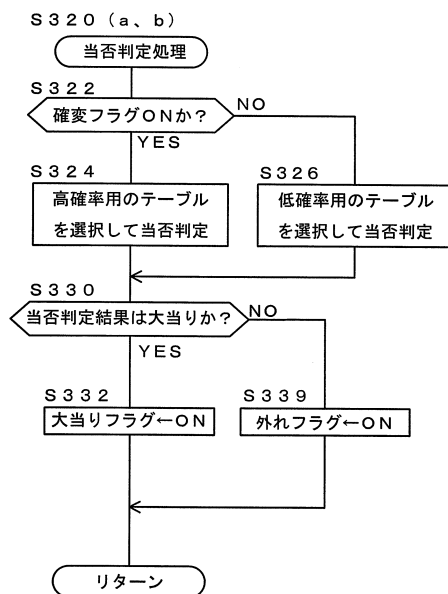 S320(a、b)
当否判定処理
S322
確変フラグONか?
NO
YES
S324
高確率用のテーブル
を選択して当否判定
S326
低確率用のテーブル
を選択して当否判定
S330
当否判定結果は大当りか?
NO
YES
S332
大当りフラグ←ON
S339
外れフラグ←ON
リターン